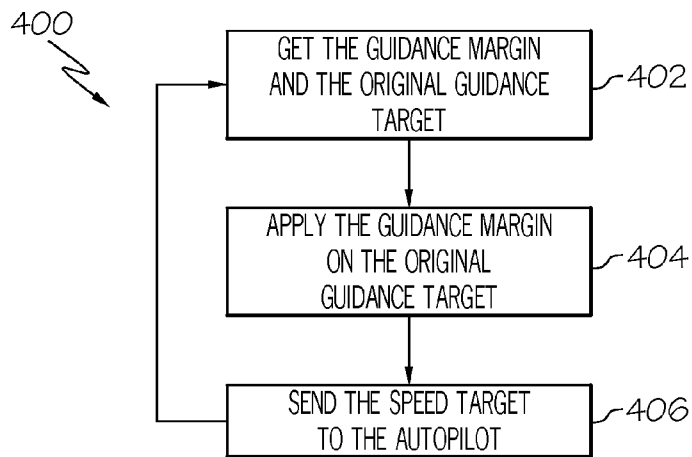 400
GET THE GUIDANCE MARGIN
AND THE ORIGINAL GUIDANCE
TARGET
402
APPLY THE GUIDANCE MARGIN
ON THE ORIGINAL
GUIDANCE TARGET
404
SEND THE SPEED TARGET
TO THE AUTOPILOT
406